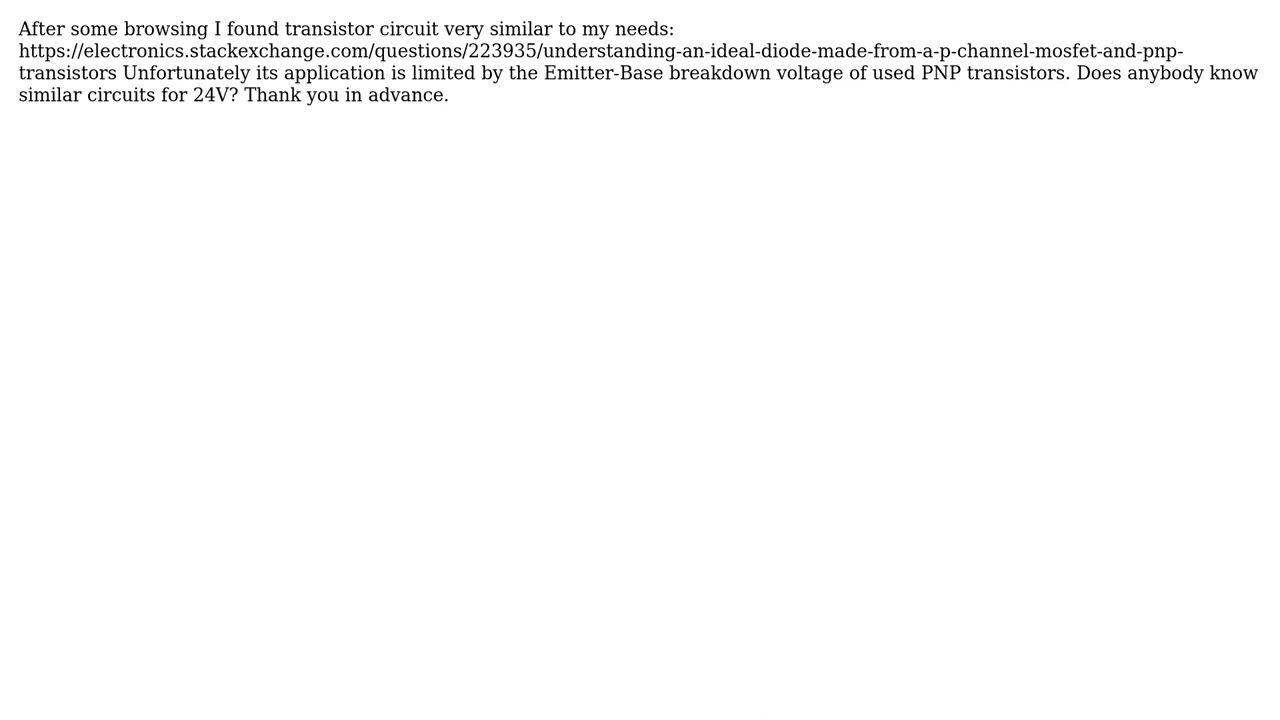 After some browsing I found transistor circuit very similar to my needs:
https://electronics.stackexchange.com/questions/223935/understanding-an-ideal-diode-made-from-a-p-channel-mosfet-and-pnp-
transistors Unfortunately its application is limited by the Emitter-Base breakdown voltage of used PNP transistors. Does anybody know
similar circuits for 24V? Thank you in advance.